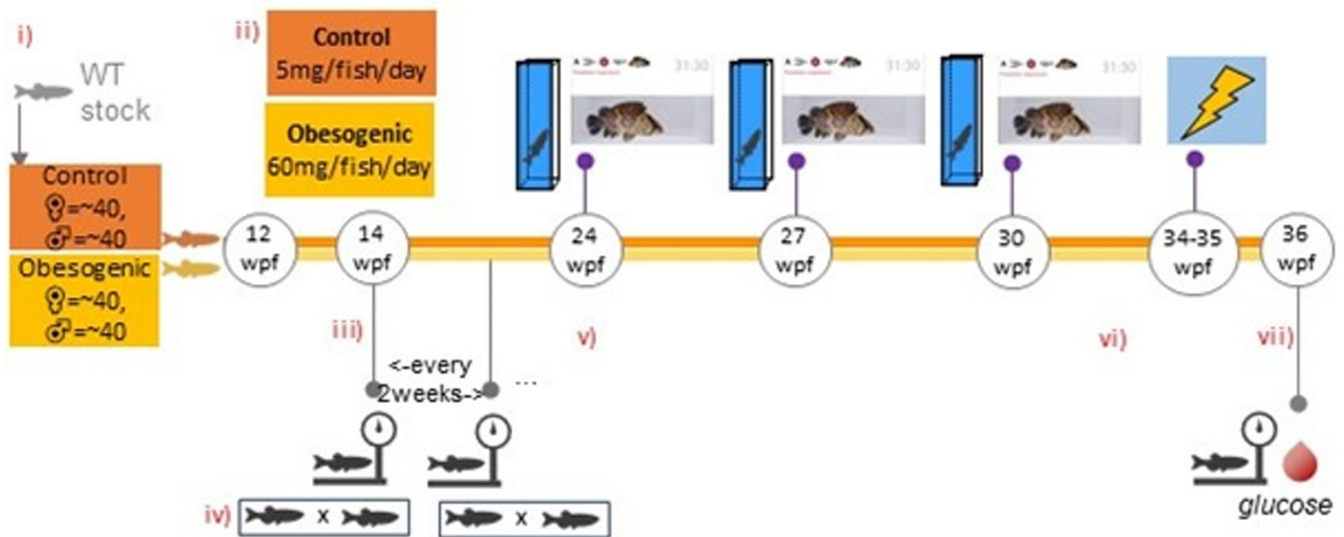 i)
WT
stock
Control
=~40,
=~40
Obesogenic
=~40,
=~40
ii)
Control
5mg/fish/day
Obesogenic
60mg/fish/day
31:30
31:30
31:30
12
wpf
14
wpf
24
wpf
27
wpf
30
wpf
34-35
wpf
36
wpf
iii)
<-every
2weeks->
...
iv)
x
x
v)
vi)
vii)
glucose